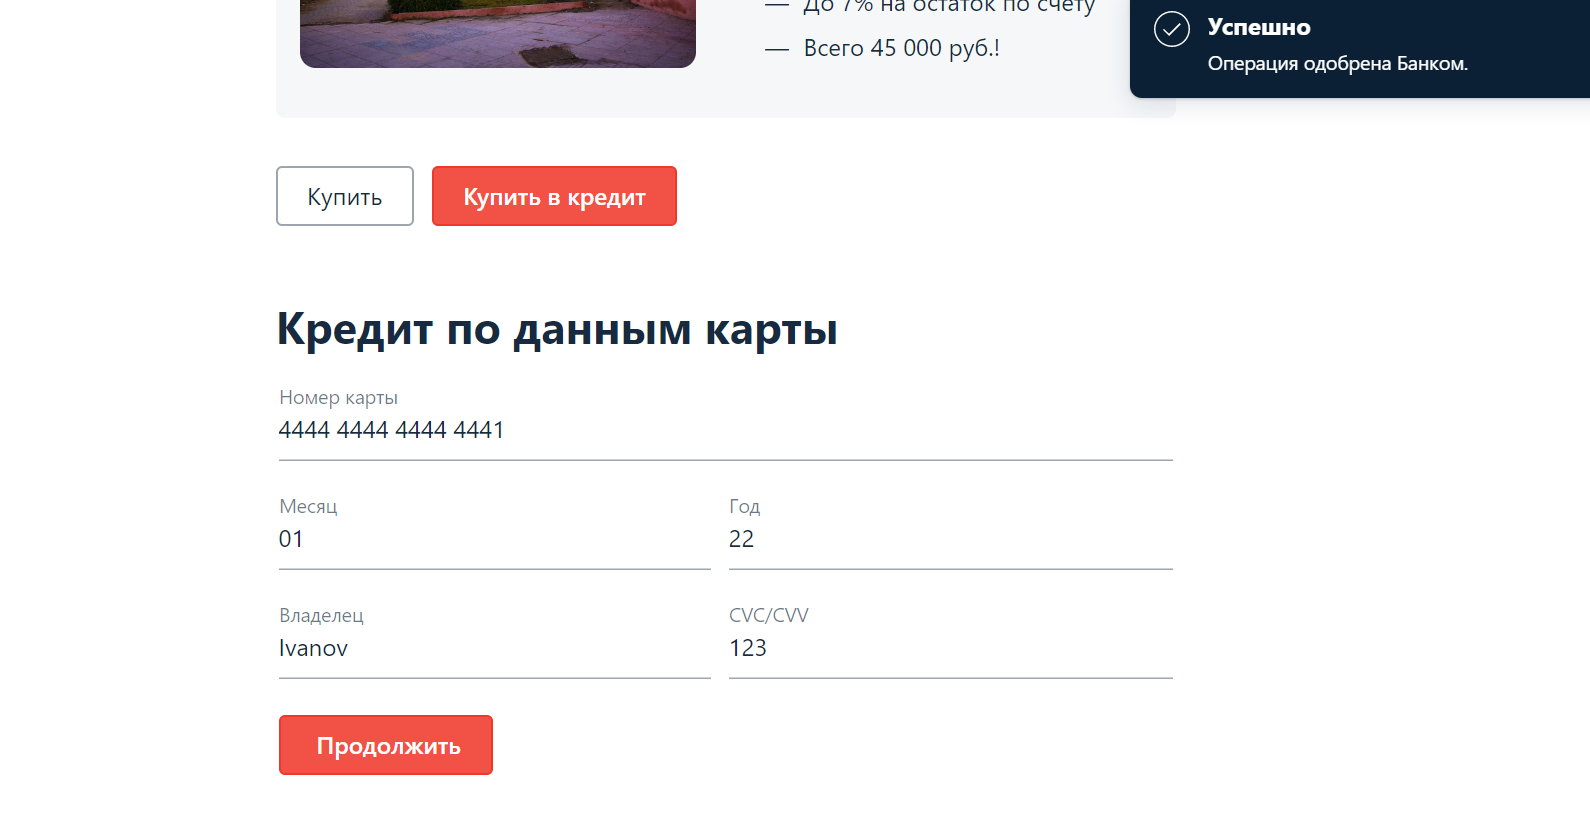 — До 7% на остаток по счёту
— Всего 45 000 руб.!
Успешно
Операция одобрена Банком.
Купить
Купить в кредит
Кредит по данным карты
Номер карты
4444 4444 4444 4441
Месяц
Год
01
22
Владелец
CVC/CVV
Ivanov
123
Продолжить